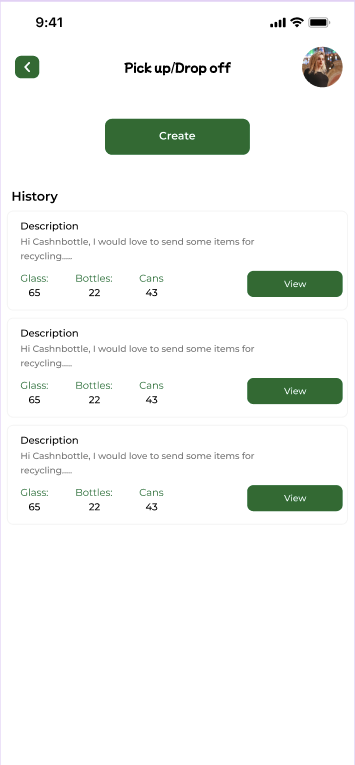 9:41
Pick up/Drop off
Create
History
Description
Hi Cashnbottle, I would love to send some items for
recycling.....
Glass: Bottles: Cans
65 22 43
View
Description
Hi Cashnbottle, I would love to send some items for
recycling.....
Glass: Bottles: Cans
65 22 43
View
Description
Hi Cashnbottle, I would love to send some items for
recycling.....
Glass: Bottles: Cans
65 22 43
View